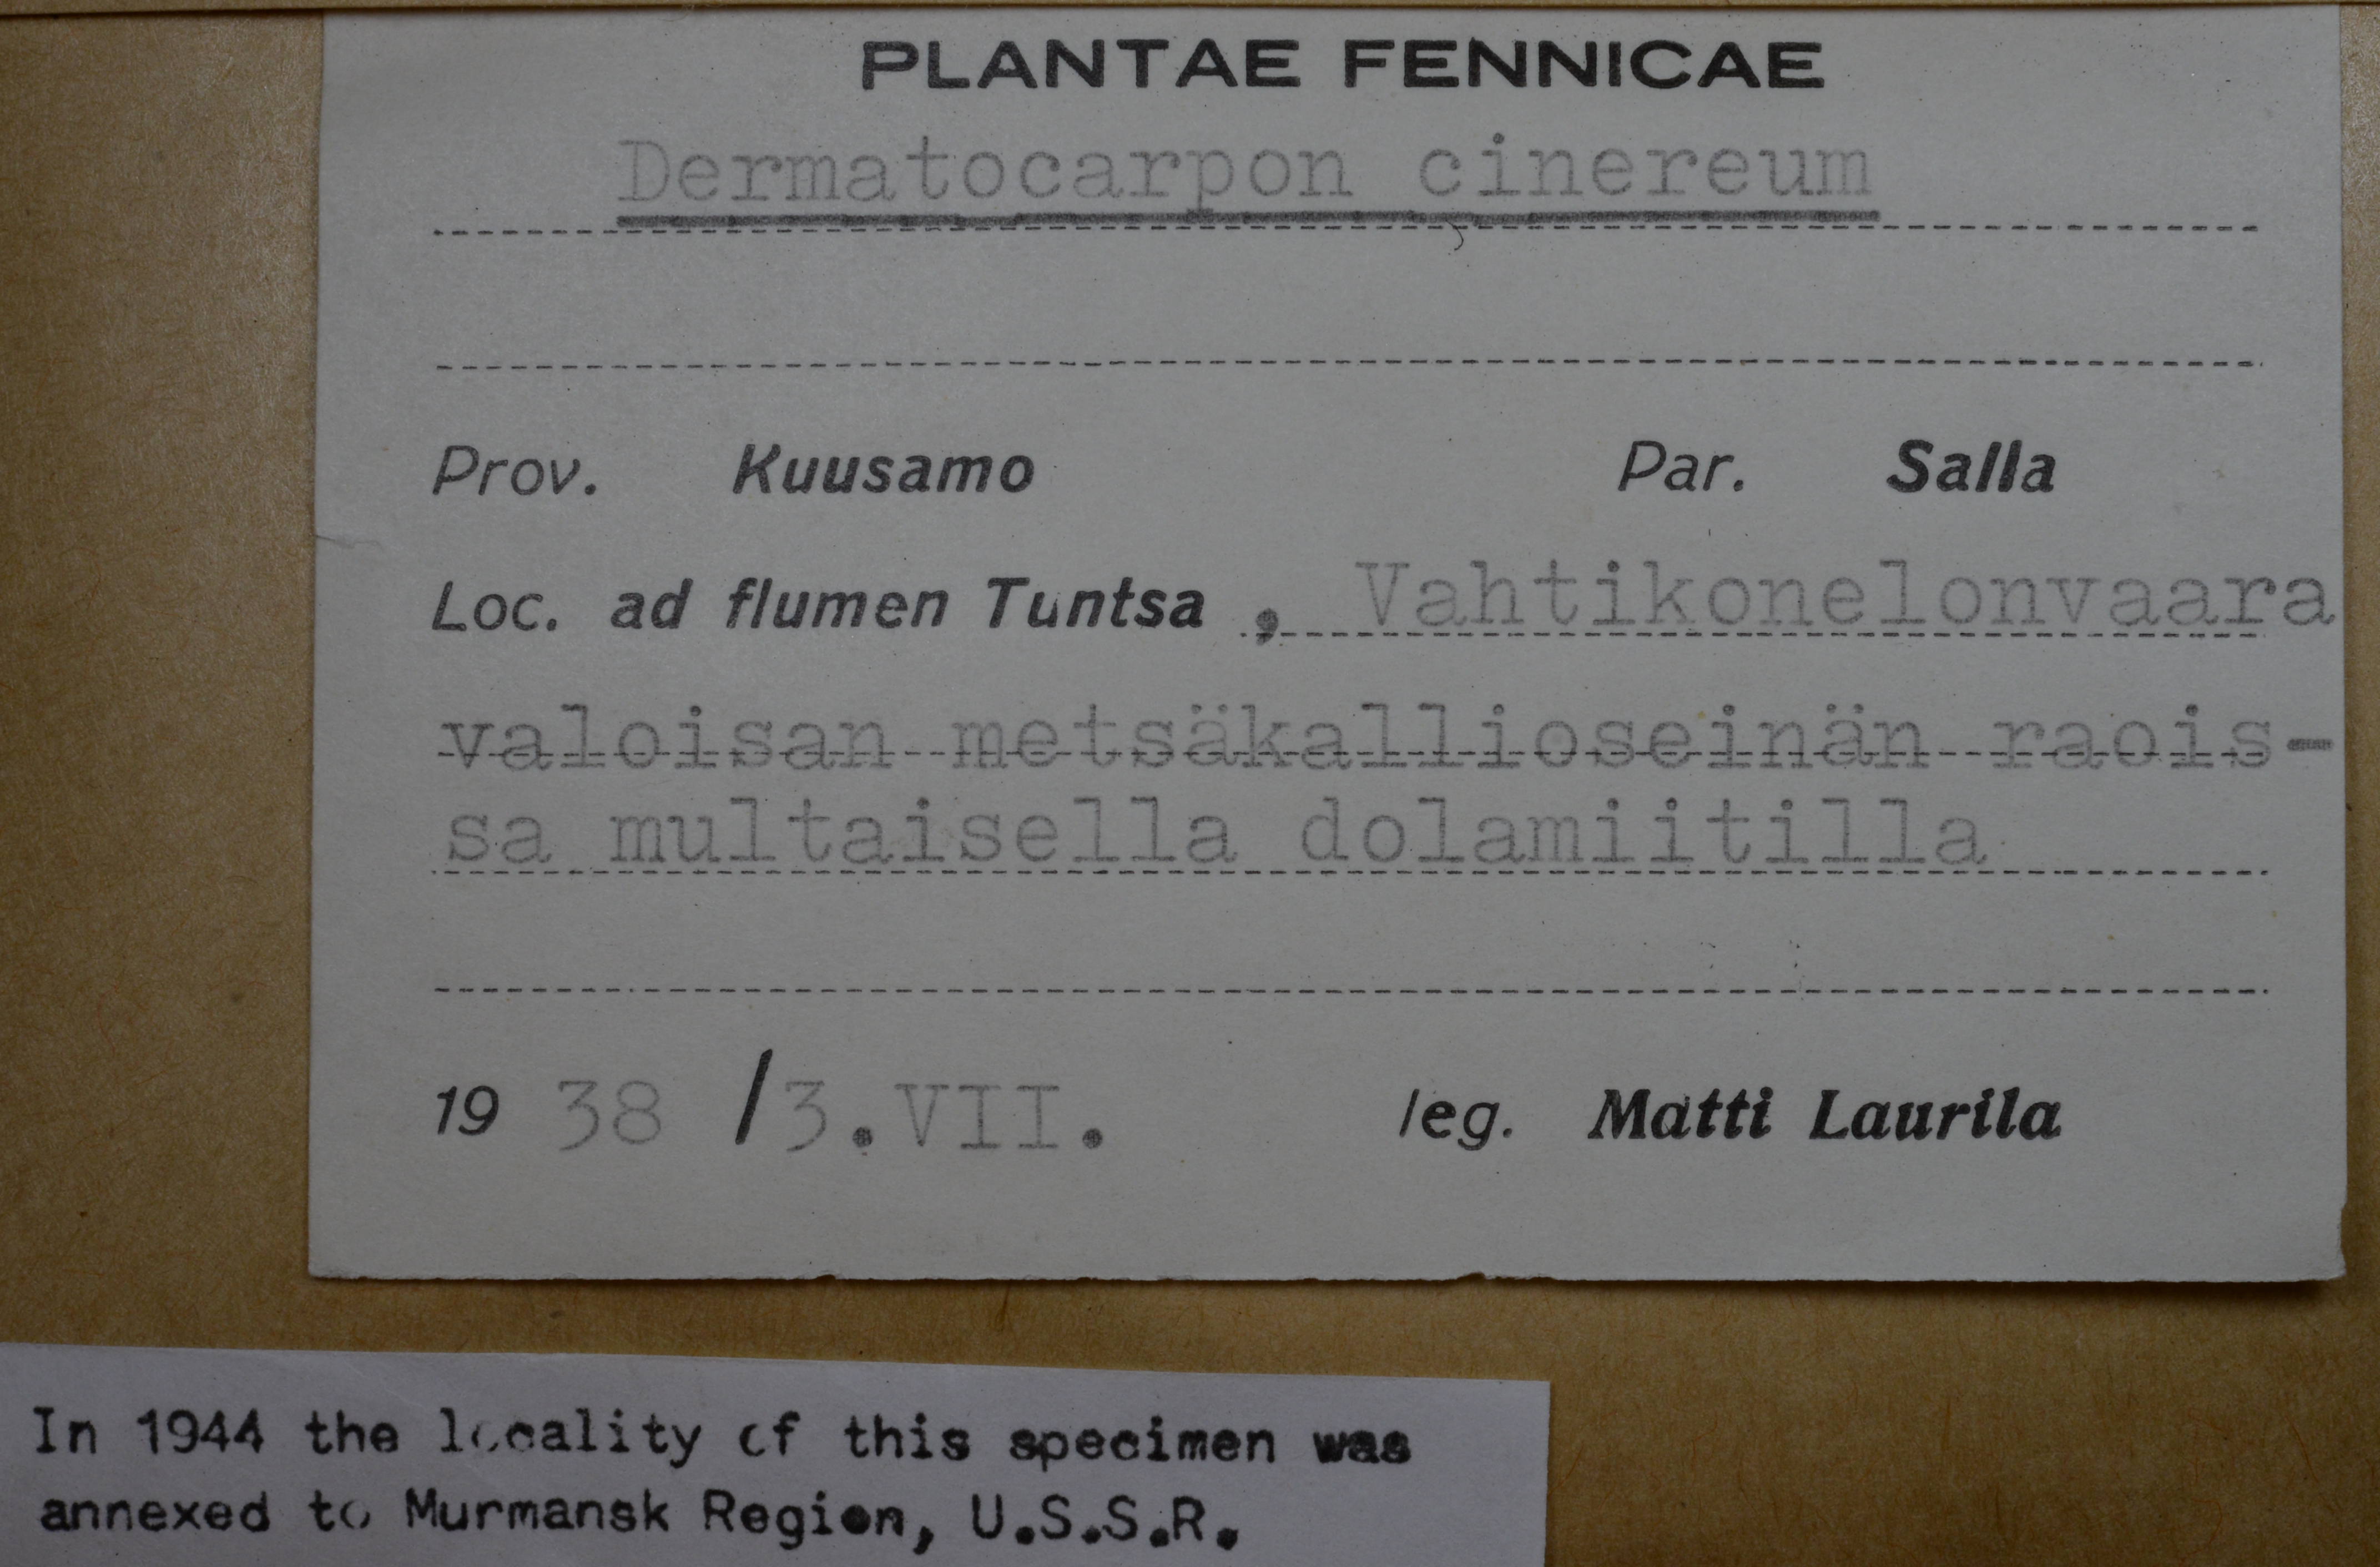 PLANTAE FENNICAE
Dermatocarpon cinereum
Prov. Kuusamo Par. Salla
Loc. ad flumen Tuntsa , Vahtikonelonvaara
valoisan metsäkallioseinän raois-
sa multaisella dolamiitilla
19 38 /3.VII. leg. Matti Laurila
In 1944 the locality of this specimen was
annexed to Murmansk Region, U.S.S.R.